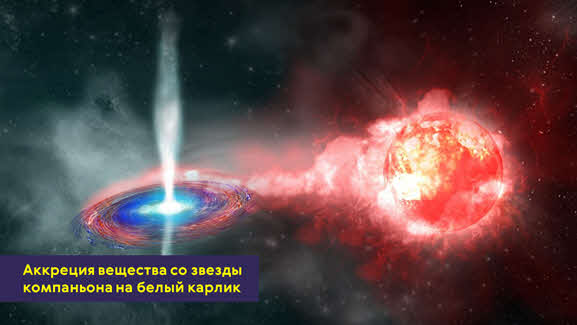 Аккреция вещества со звезды
компаньона на белый карлик